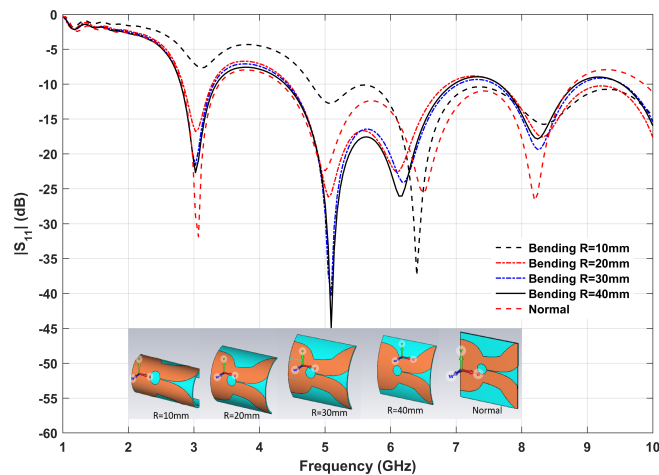 0
-5
-10
-15
-20
-25
-30
-35
-40
-45
-50
-55
-60
|S11| (dB)
Bending R=10mm
Bending R=20mm
Bending R=30mm
Bending R=40mm
Normal
R=10mm R=20mm R=30mm R=40mm Normal
1 2 3 4 5 6 7 8 9 10
Frequency (GHz)